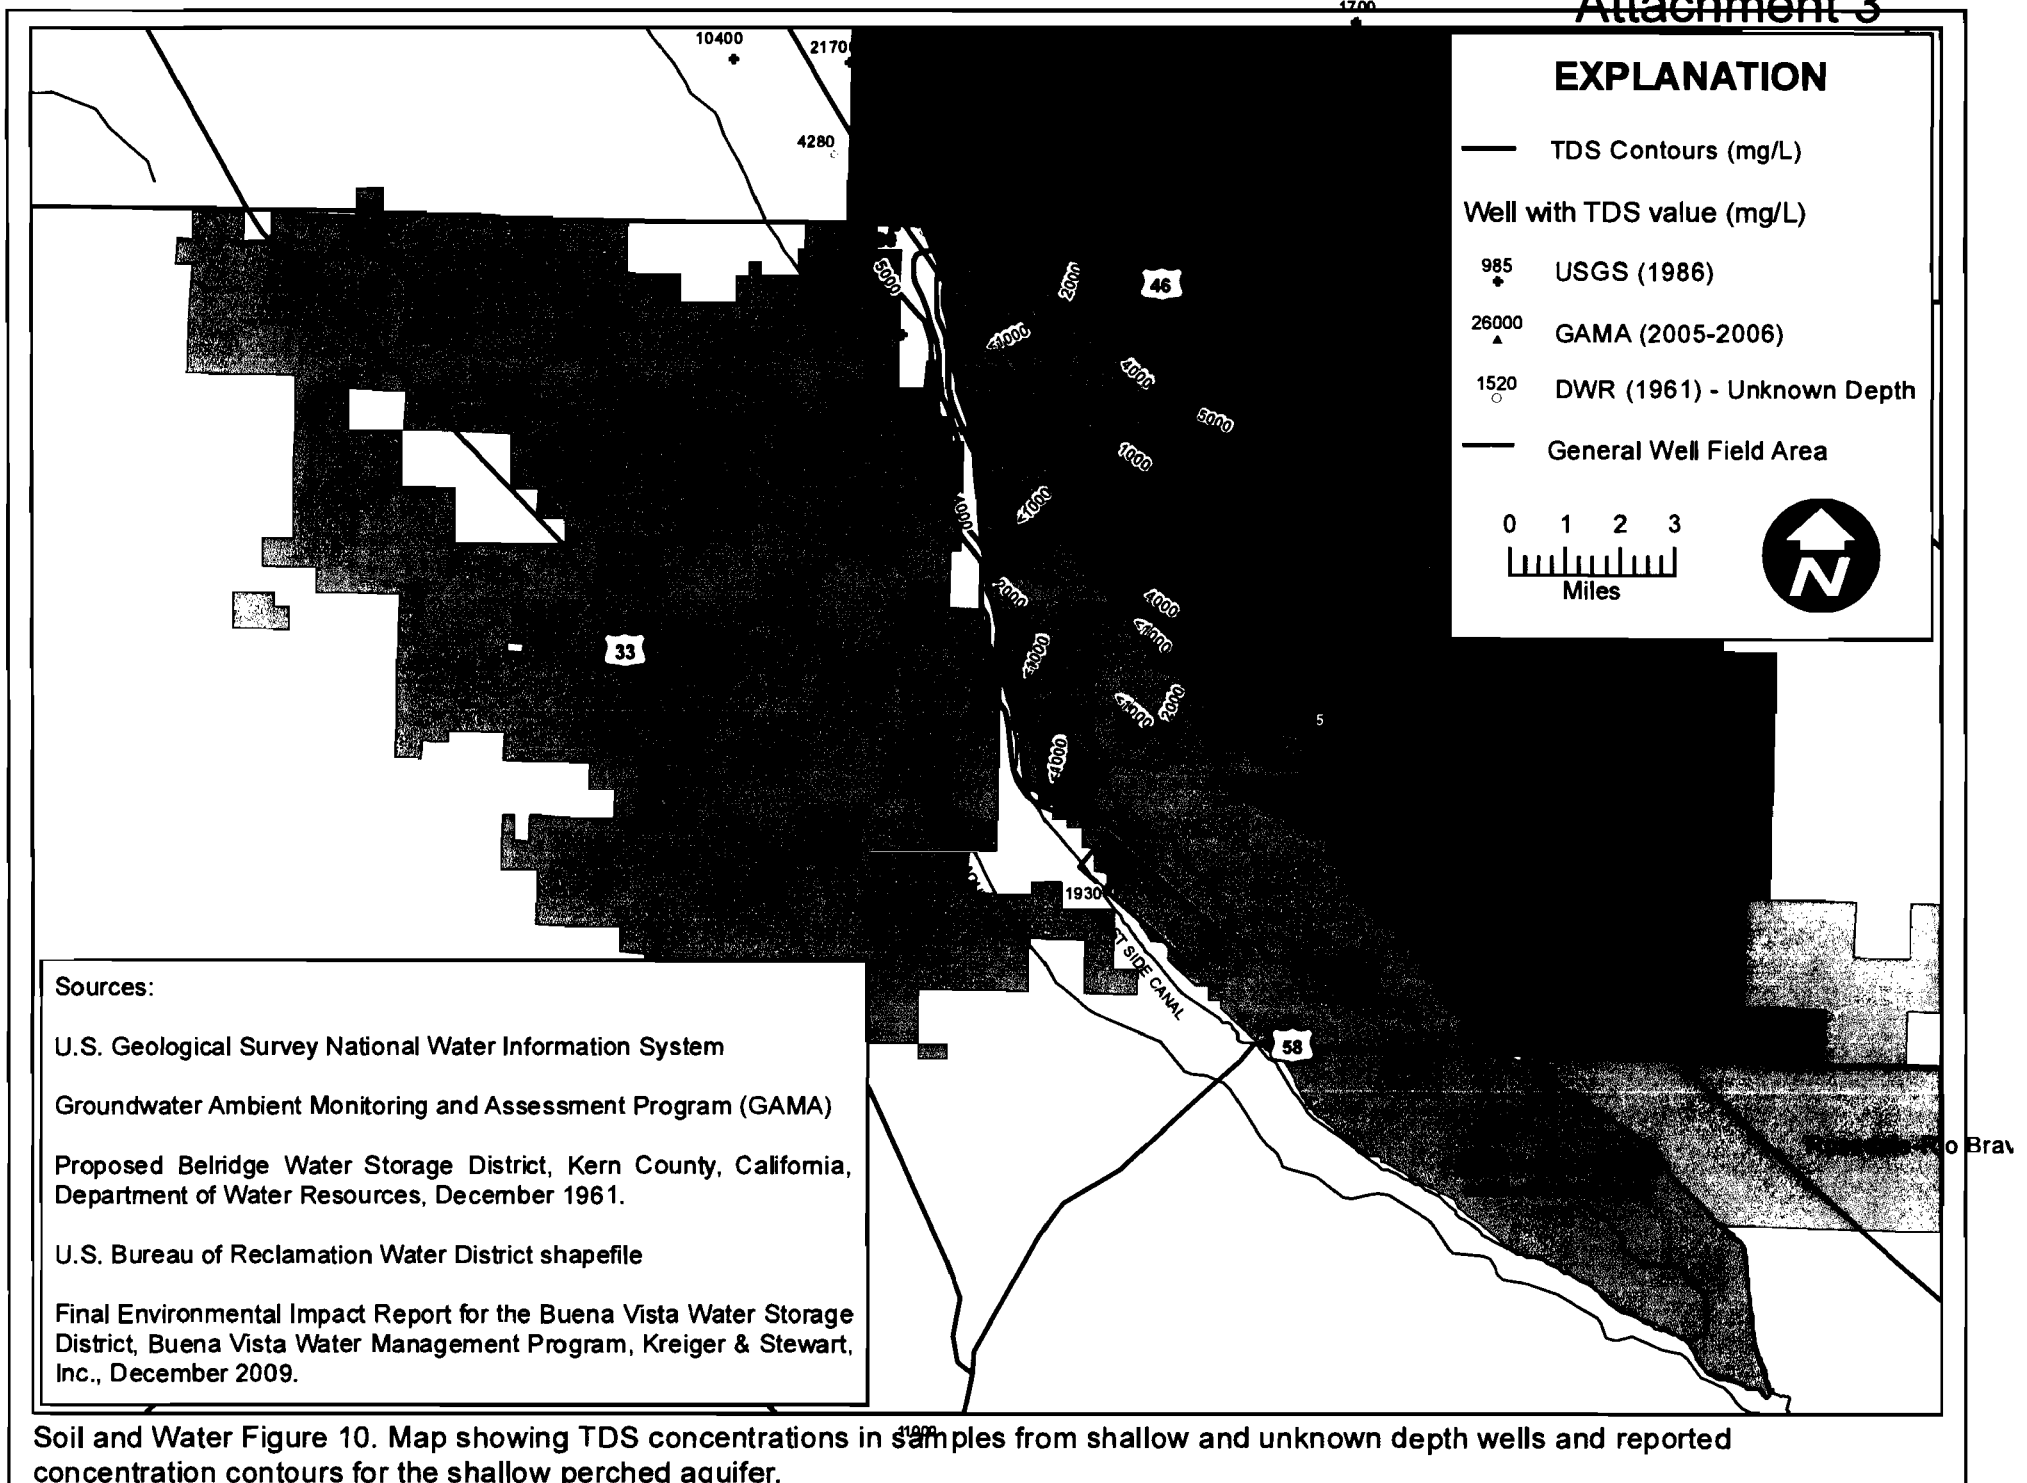 1700
Attachment 3
10400
2170
4280
EXPLANATION
TDS Contours (mg/L)
Well with TDS value (mg/L)
985
USGS (1986)
26000
GAMA (2005-2006)
1520
DWR (1961) - Unknown Depth
General Well Field Area
0 1 2 3
Miles
N
5000
2000
46
<1000
4000
5000
1000
<1000
1000
2000
4000
<1000
<1000
33
<1000
2000
5
<1000
1930
ST SIDE CANAL
58
o Brav
Sources:
U.S. Geological Survey National Water Information System
Groundwater Ambient Monitoring and Assessment Program (GAMA)
Proposed Belridge Water Storage District, Kern County, California,
Department of Water Resources, December 1961.
U.S. Bureau of Reclamation Water District shapefile
Final Environmental Impact Report for the Buena Vista Water Storage
District, Buena Vista Water Management Program, Kreiger & Stewart,
Inc., December 2009.
11900
Soil and Water Figure 10. Map showing TDS concentrations in samples from shallow and unknown depth wells and reported
concentration contours for the shallow perched aquifer.